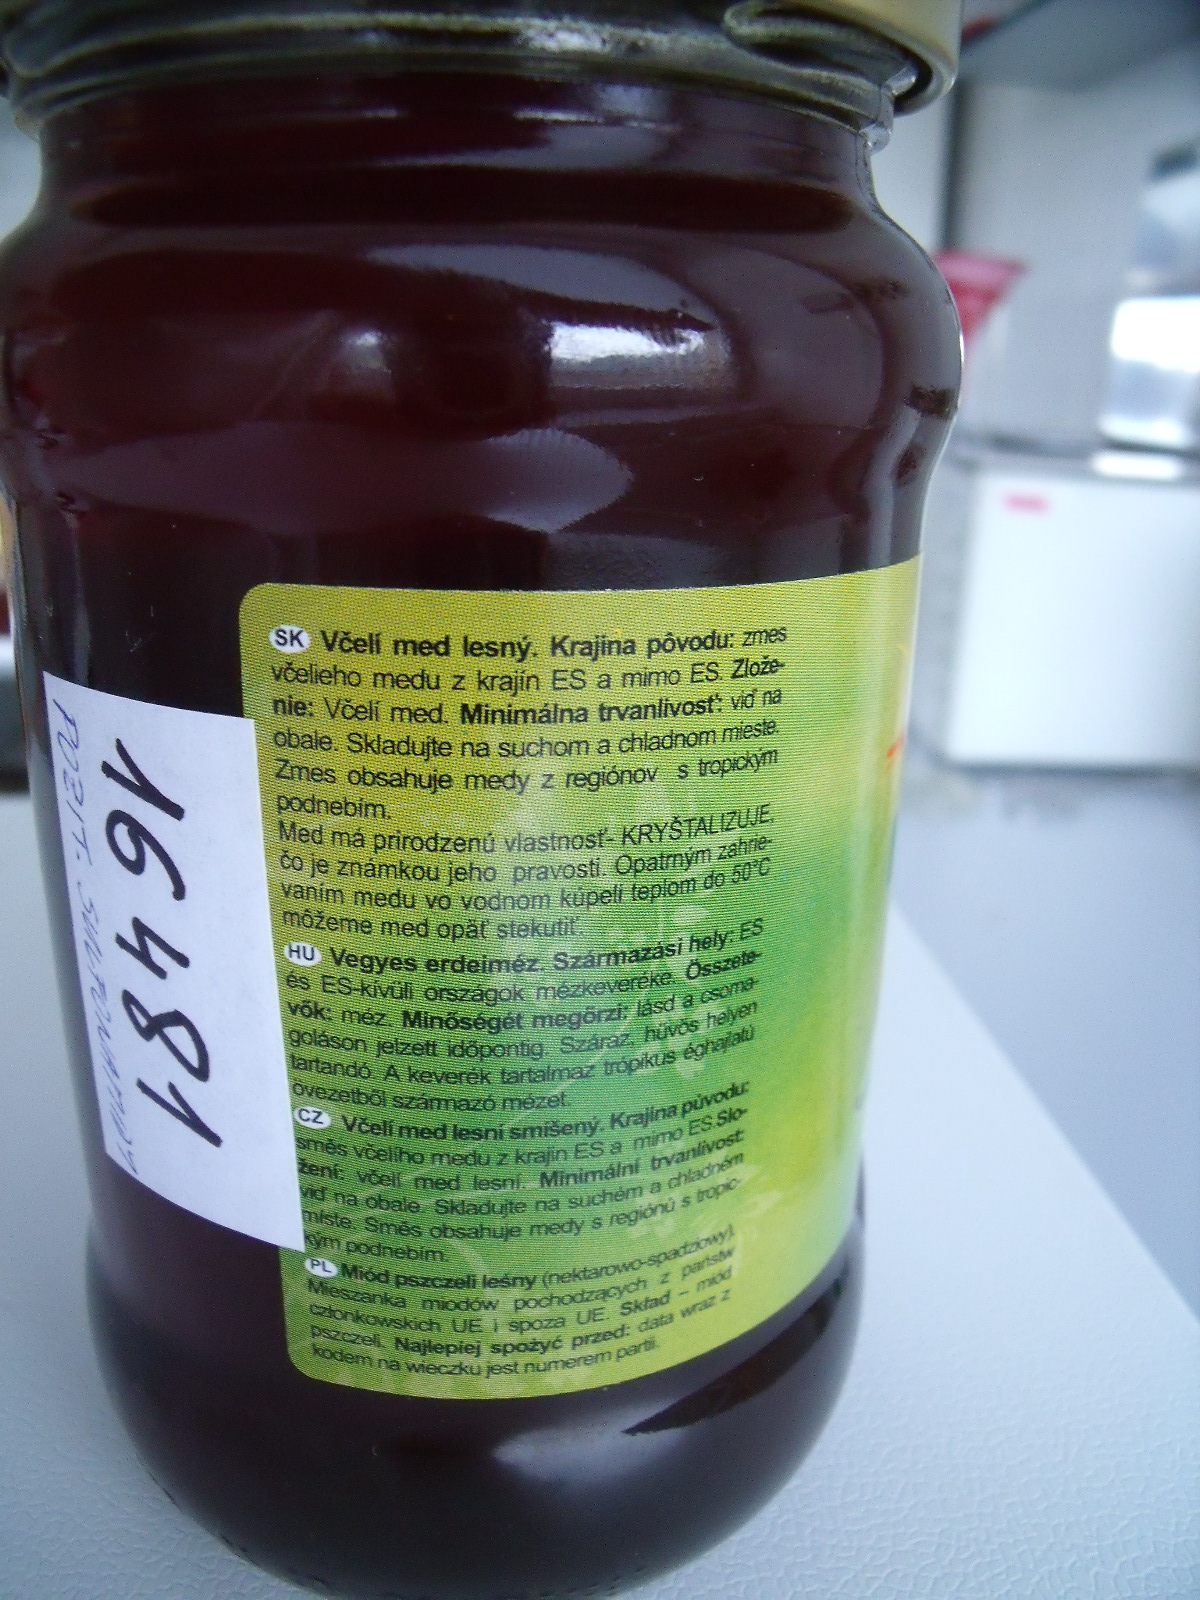 SK Včelí med lesný. Krajina pôvodu: zmes
včelieho medu z krajín ES a mimo ES. Zlože-
nie: Včelí med. Minimálna trvanlivosť: viď na
obale. Skladujte na suchom a chladnom mieste.
Zmes obsahuje medy z regiónov s tropickým
podnebím.
Med má prirodzenú vlastnosť- KRYŠTALIZUJE,
čo je známkou jeho pravosti. Opatrným zahrie-
vaním medu vo vodnom kúpeli teplom do 50°C
môžeme med opäť stekutiť.
HU Vegyes erdeiméz. Származási hely: ES
és ES-kívüli országok mézkeveréke. Összete-
vők: méz. Minőségét megőrzi: lásd a csoma-
goláson jelzett időpontig. Száraz, hűvös helyen
tartandó. A keverék tartalmaz trópikus éghajlatú
övezetből származó mézet.
CZ Včelí med lesní smíšený. Krajina původu:
směs včelího medu z krajín ES a mimo ES. Slo-
žení: včelí med lesní. Minimální trvanlivost:
viď na obale. Skladujte na suchém a chladném
míste. Směs obsahuje medy s regiónů s tropic-
kým podnebím.
PL Miód pszczeli leśny (nektarowo-spadziowy).
Mieszanka miodów pochodzących z państw
członkowskich UE i spoza UE. Skład – miód
pszczeli. Najlepiej spożyć przed: data wraz z
kodem na wieczku jest numerem partii.
16481
POZIT.